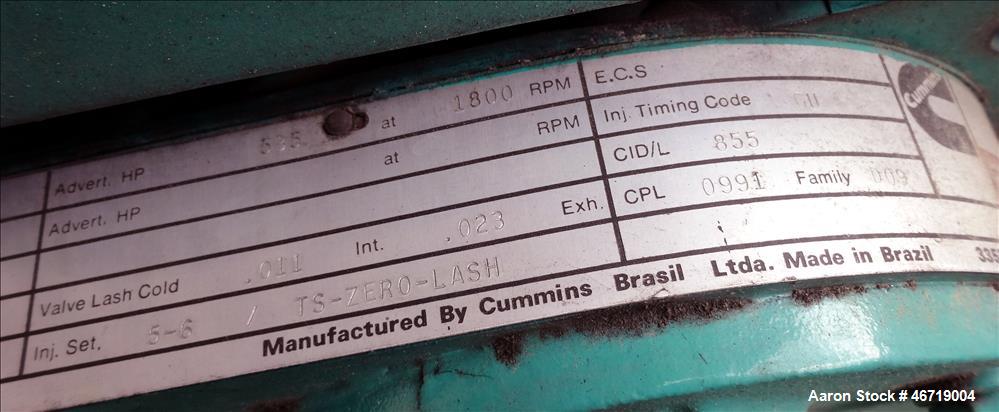 Advert. HP 535 at 1800 RPM
Advert. HP at RPM
Valve Lash Cold .011 Int. .023 Exh.
Inj. Set. 5-6 / TS-ZERO-LASH
E.C.S
Inj. Timing Code
CID/L 855
CPL 0991 Family D09
Cummins
Manufactured By Cummins Brasil Ltda. Made in Brazil 335
Aaron Stock # 46719004